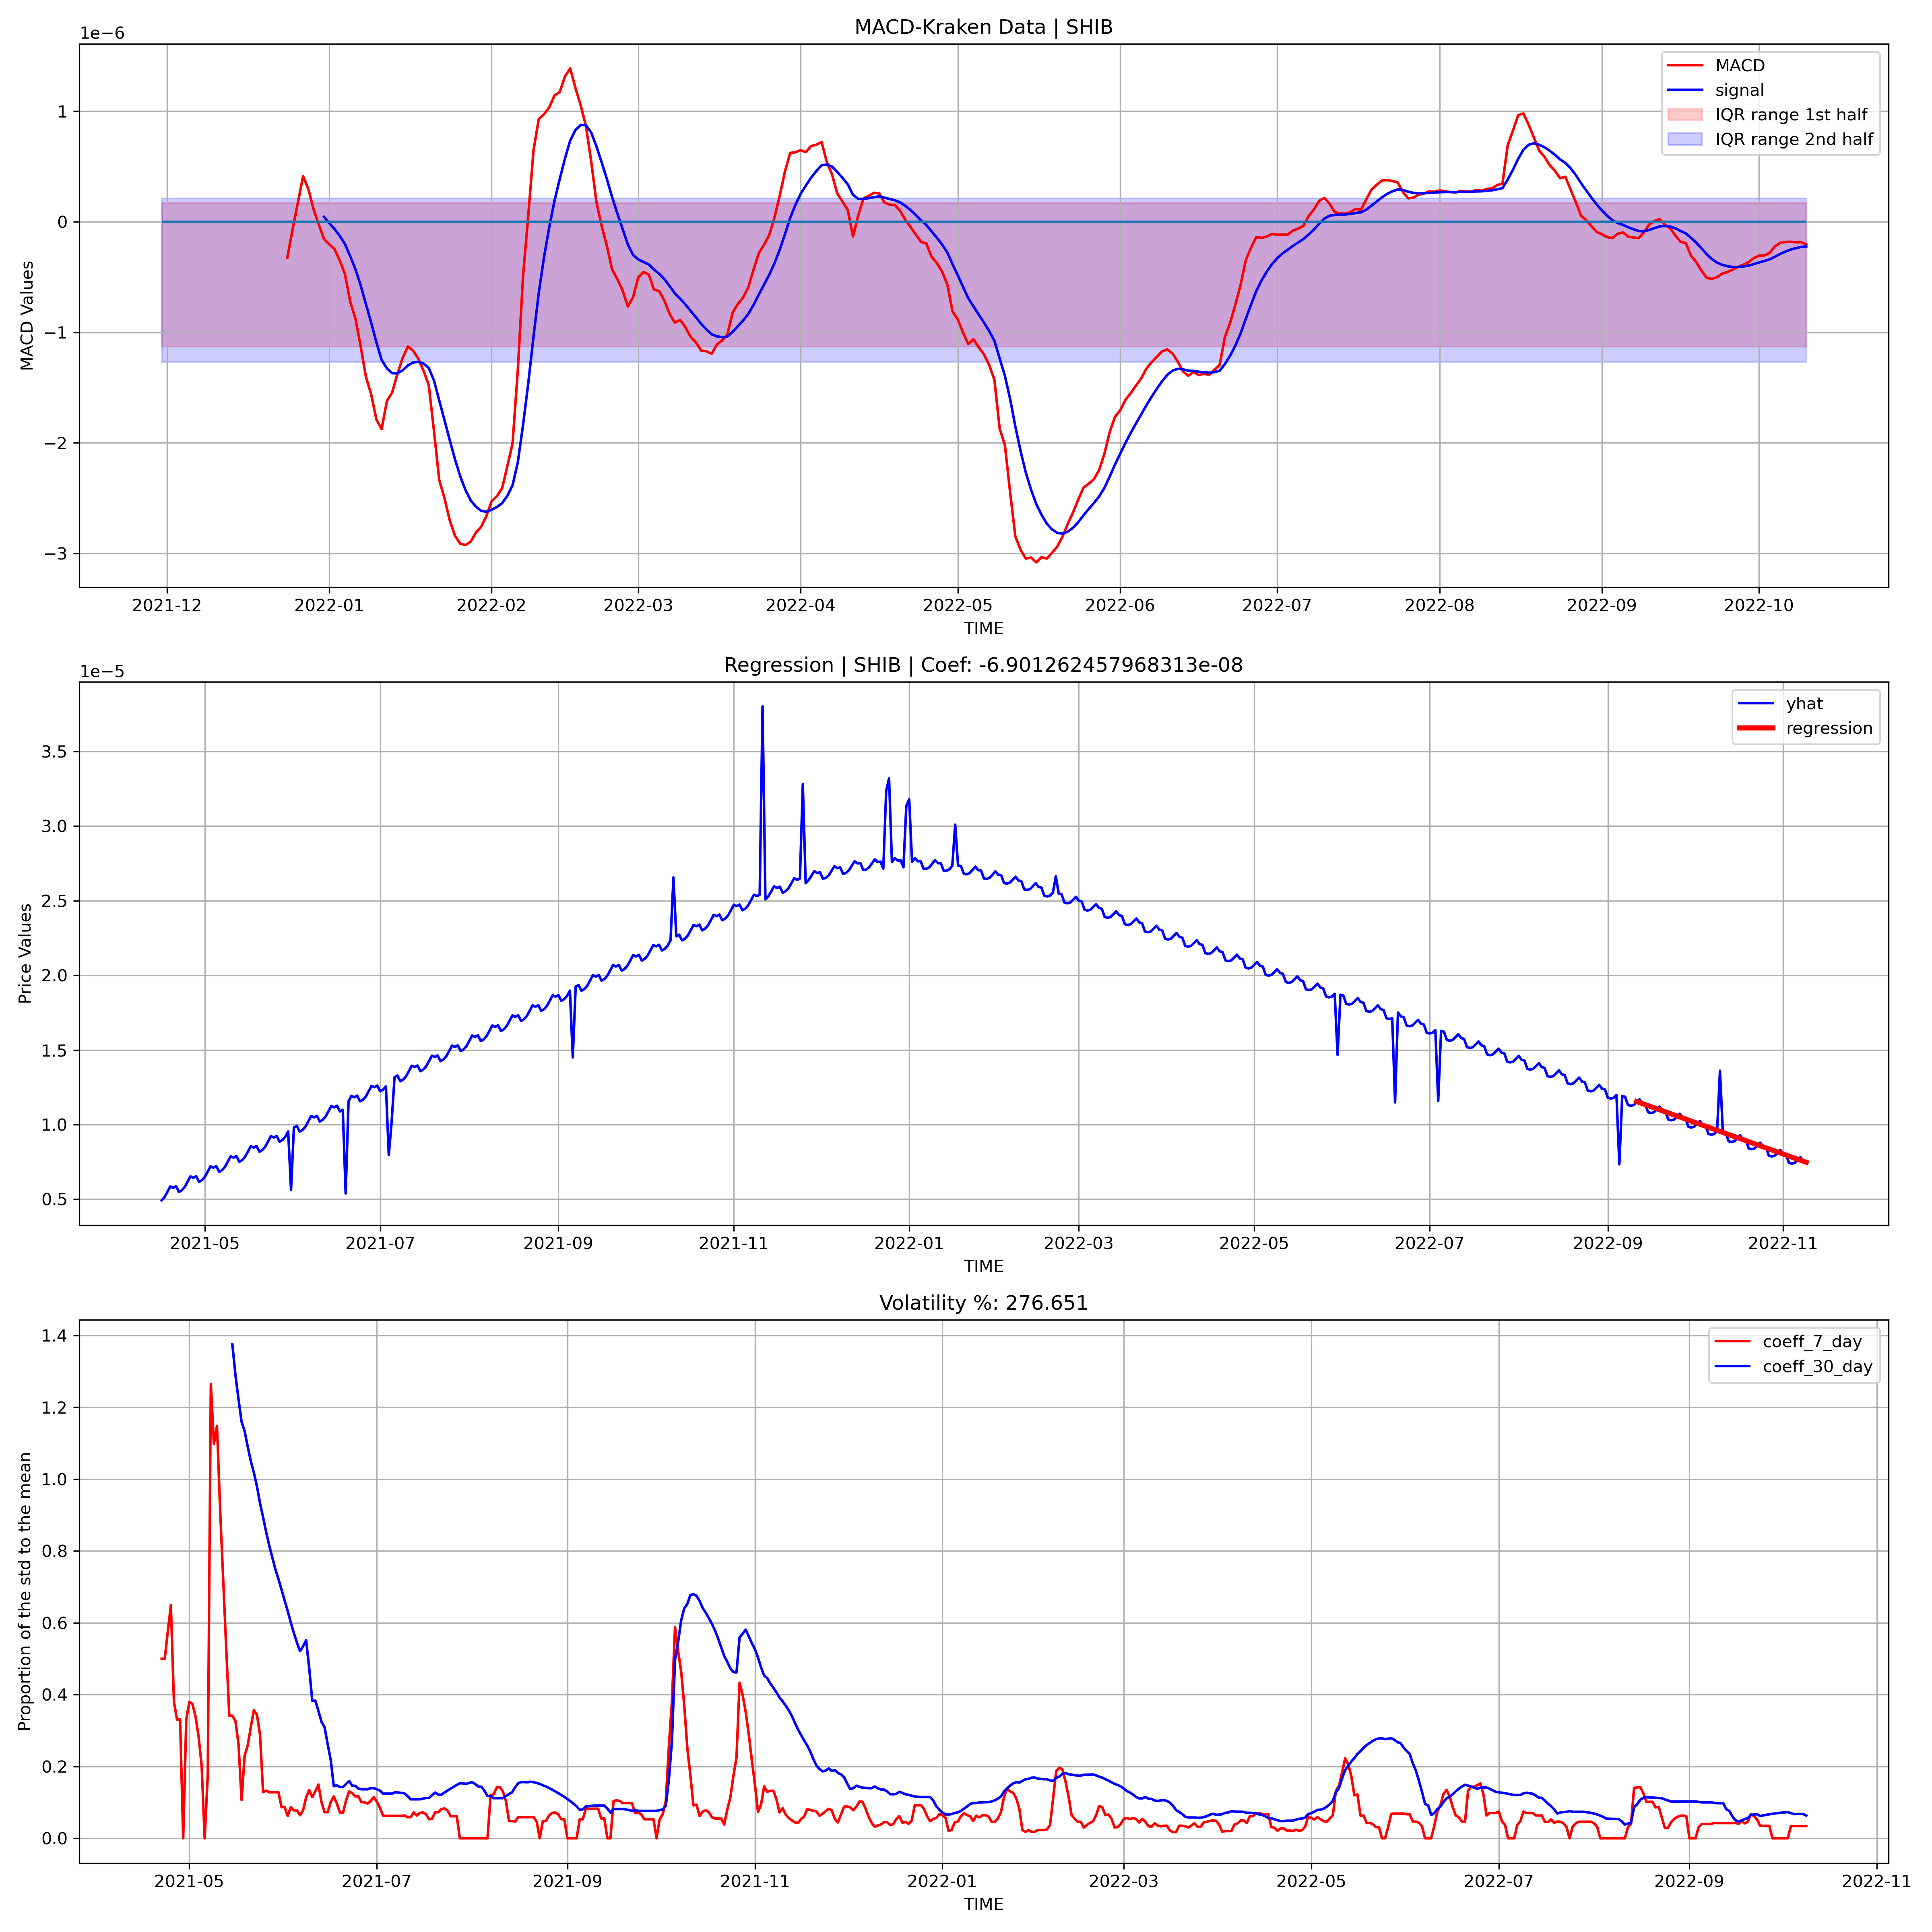 MACD-Kraken Data | SHIB
1e−6
MACD
signal
IQR range 1st half
IQR range 2nd half
1
0
−1
−2
−3
MACD Values
2021-12 2022-01 2022-02 2022-03 2022-04 2022-05 2022-06 2022-07 2022-08 2022-09 2022-10
TIME
Regression | SHIB | Coef: -6.901262457968313e-08
1e−5
yhat
regression
3.5
3.0
2.5
2.0
1.5
1.0
0.5
Price Values
2021-05 2021-07 2021-09 2021-11 2022-01 2022-03 2022-05 2022-07 2022-09 2022-11
TIME
Volatility %: 276.651
coeff_7_day
coeff_30_day
1.4
1.2
1.0
0.8
0.6
0.4
0.2
0.0
Proportion of the std to the mean
2021-05 2021-07 2021-09 2021-11 2022-01 2022-03 2022-05 2022-07 2022-09 2022-11
TIME